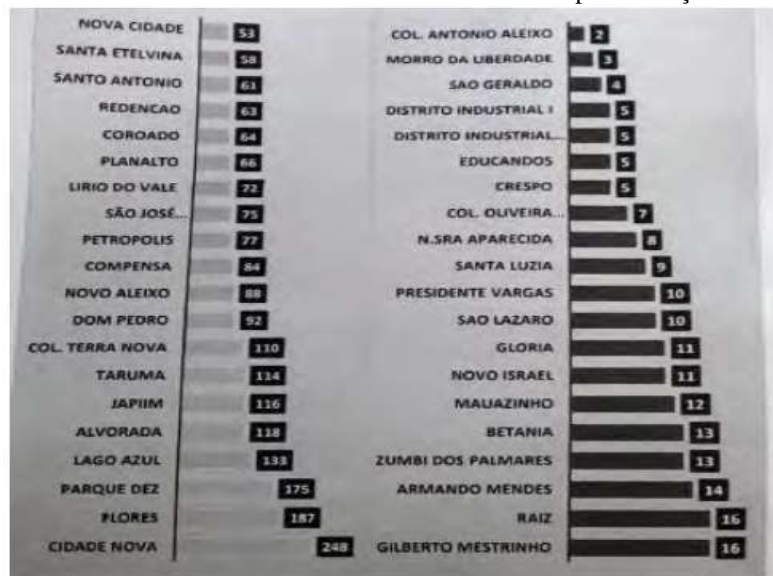 NOVA CIDADE 53
SANTA ETELVINA 58
SANTO ANTONIO 61
REDENCAO 63
COROADO 64
PLANALTO 66
LIRIO DO VALE 72
SÃO JOSÉ... 75
PETROPOLIS 77
COMPENSA 84
NOVO ALEIXO 88
DOM PEDRO 92
COL. TERRA NOVA 110
TARUMA 114
JAPIIM 116
ALVORADA 118
LAGO AZUL 133
PARQUE DEZ 175
FLORES 187
CIDADE NOVA 248
COL. ANTONIO ALEIXO 2
MORRO DA LIBERDADE 3
SAO GERALDO 4
DISTRITO INDUSTRIAL I 5
DISTRITO INDUSTRIAL... 5
EDUCANDOS 5
CRESPO 5
COL. OLIVEIRA... 7
N.SRA APARECIDA 8
SANTA LUZIA 9
PRESIDENTE VARGAS 10
SAO LAZARO 10
GLORIA 11
NOVO ISRAEL 11
MAUAZINHO 12
BETANIA 13
ZUMBI DOS PALMARES 13
ARMANDO MENDES 14
RAIZ 16
GILBERTO MESTRINHO 16